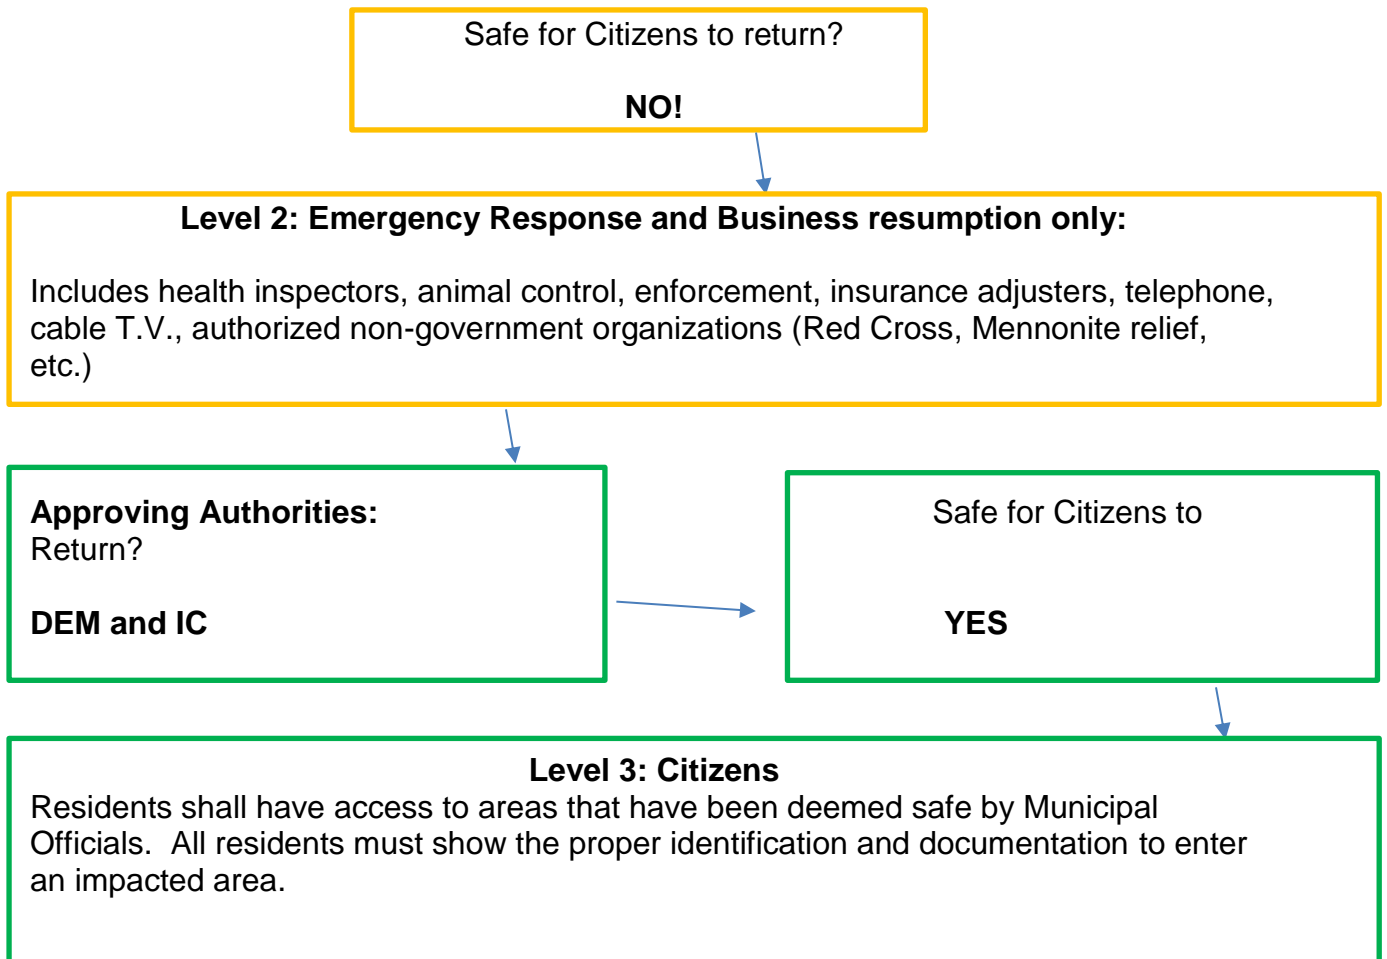 Safe for Citizens to return?
NO!
Level 2: Emergency Response and Business resumption only:
Includes health inspectors, animal control, enforcement, insurance adjusters, telephone,
cable T.V., authorized non-government organizations (Red Cross, Mennonite relief,
etc.)
Approving Authorities:
Return?
DEM and IC
Safe for Citizens to
YES
Level 3: Citizens
Residents shall have access to areas that have been deemed safe by Municipal
Officials.  All residents must show the proper identification and documentation to enter
an impacted area.